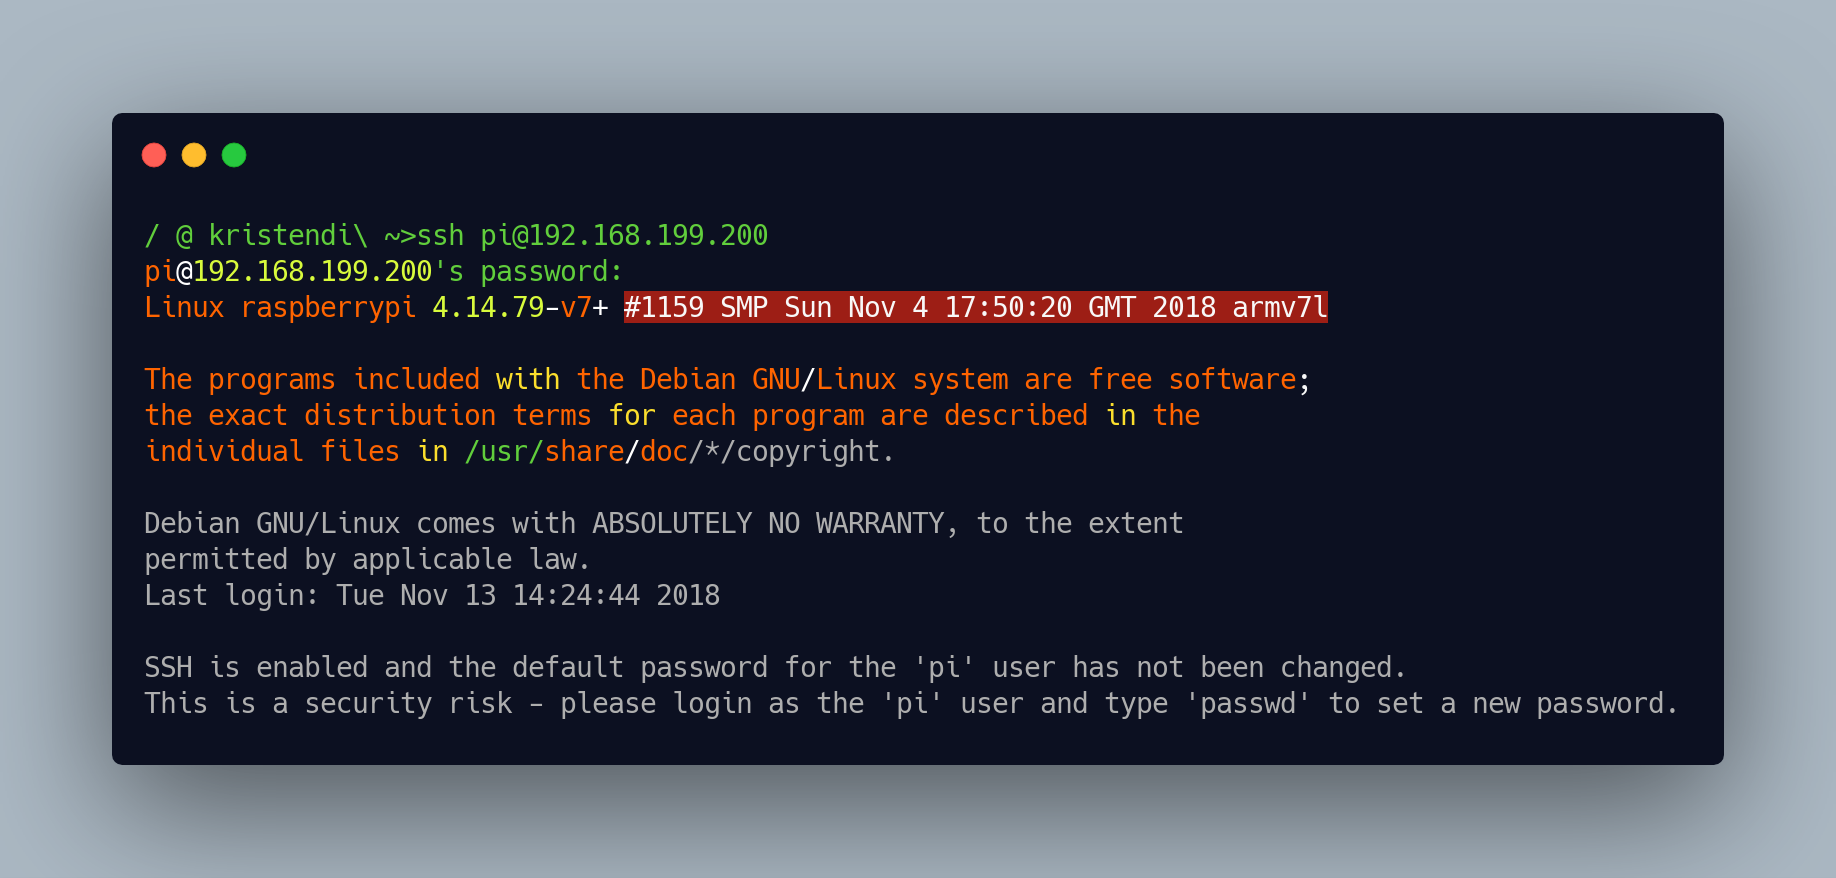 / @ kristendi\ ~>ssh pi@192.168.199.200
pi@192.168.199.200's password:
Linux raspberrypi 4.14.79-v7+ #1159 SMP Sun Nov 4 17:50:20 GMT 2018 armv7l
The programs included with the Debian GNU/Linux system are free software;
the exact distribution terms for each program are described in the
individual files in /usr/share/doc/*/copyright.
Debian GNU/Linux comes with ABSOLUTELY NO WARRANTY, to the extent
permitted by applicable law.
Last login: Tue Nov 13 14:24:44 2018
SSH is enabled and the default password for the 'pi' user has not been changed.
This is a security risk - please login as the 'pi' user and type 'passwd' to set a new password.